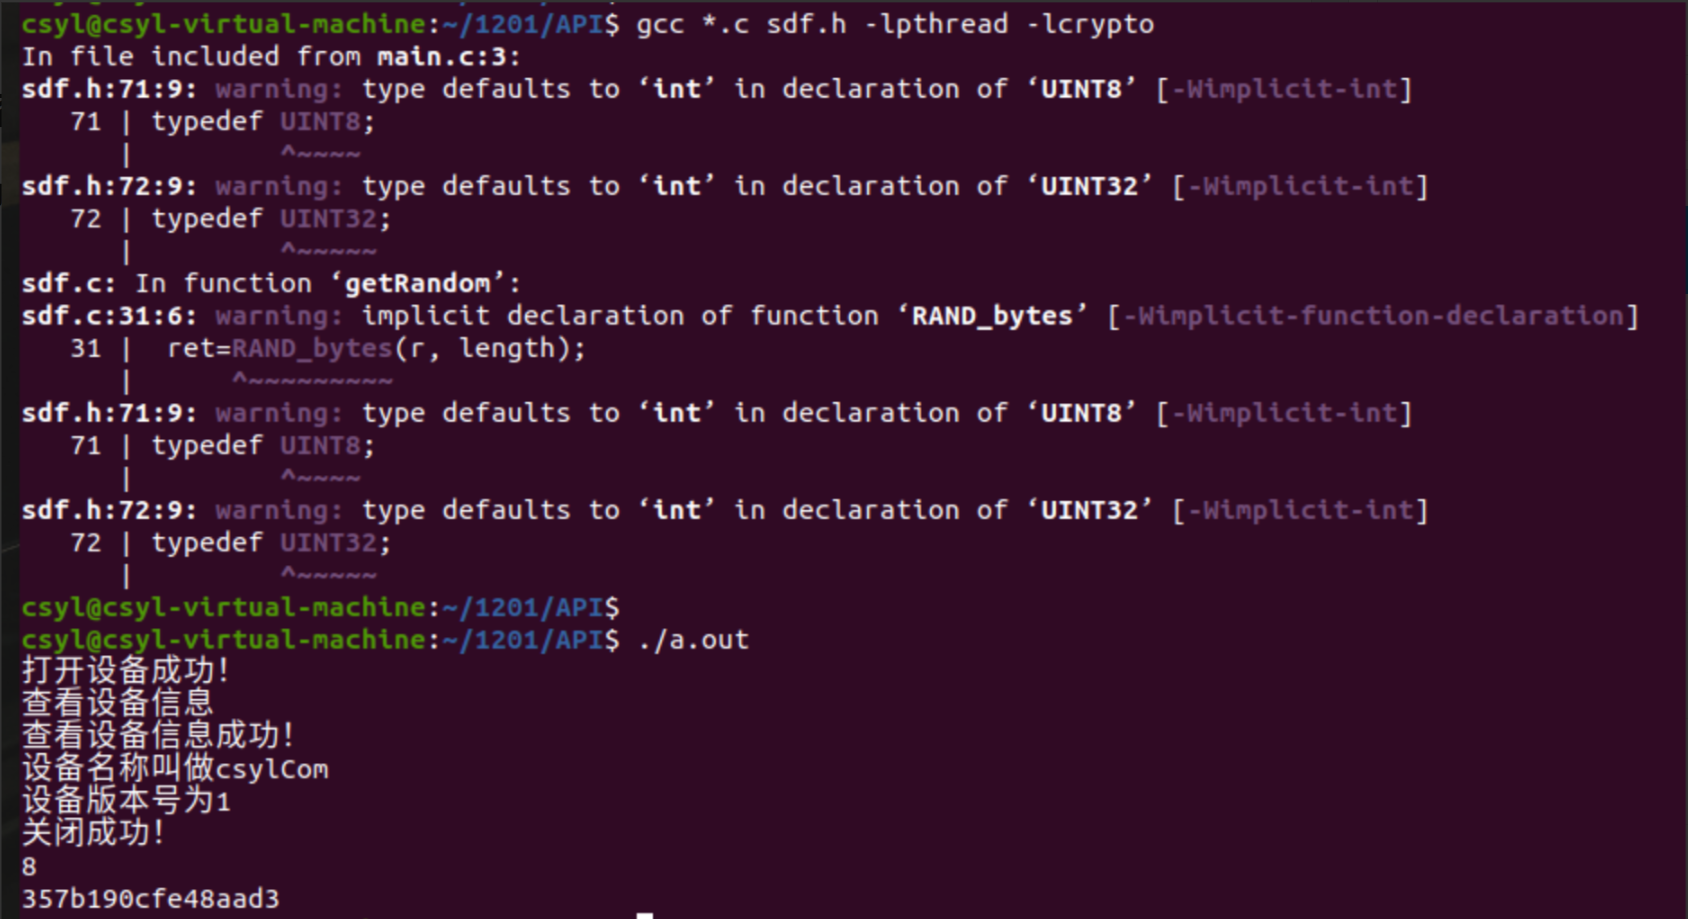 csyl@csyl-virtual-machine:~/1201/API$ gcc *.c sdf.h -lpthread -lcrypto
In file included from main.c:3:
sdf.h:71:9: warning: type defaults to ‘int’ in declaration of ‘UINT8’ [-Wimplicit-int]
   71 | typedef UINT8;
      |         ^~~~~
sdf.h:72:9: warning: type defaults to ‘int’ in declaration of ‘UINT32’ [-Wimplicit-int]
   72 | typedef UINT32;
      |         ^~~~~~
sdf.c: In function ‘getRandom’:
sdf.c:31:6: warning: implicit declaration of function ‘RAND_bytes’ [-Wimplicit-function-declaration]
   31 |  ret=RAND_bytes(r, length);
      |      ^~~~~~~~~~
sdf.h:71:9: warning: type defaults to ‘int’ in declaration of ‘UINT8’ [-Wimplicit-int]
   71 | typedef UINT8;
      |         ^~~~~
sdf.h:72:9: warning: type defaults to ‘int’ in declaration of ‘UINT32’ [-Wimplicit-int]
   72 | typedef UINT32;
      |         ^~~~~~
csyl@csyl-virtual-machine:~/1201/API$
csyl@csyl-virtual-machine:~/1201/API$ ./a.out
打开设备成功!
查看设备信息
查看设备信息成功!
设备名称叫做csylCom
设备版本号为1
关闭成功!
8
357b190cfe48aad3